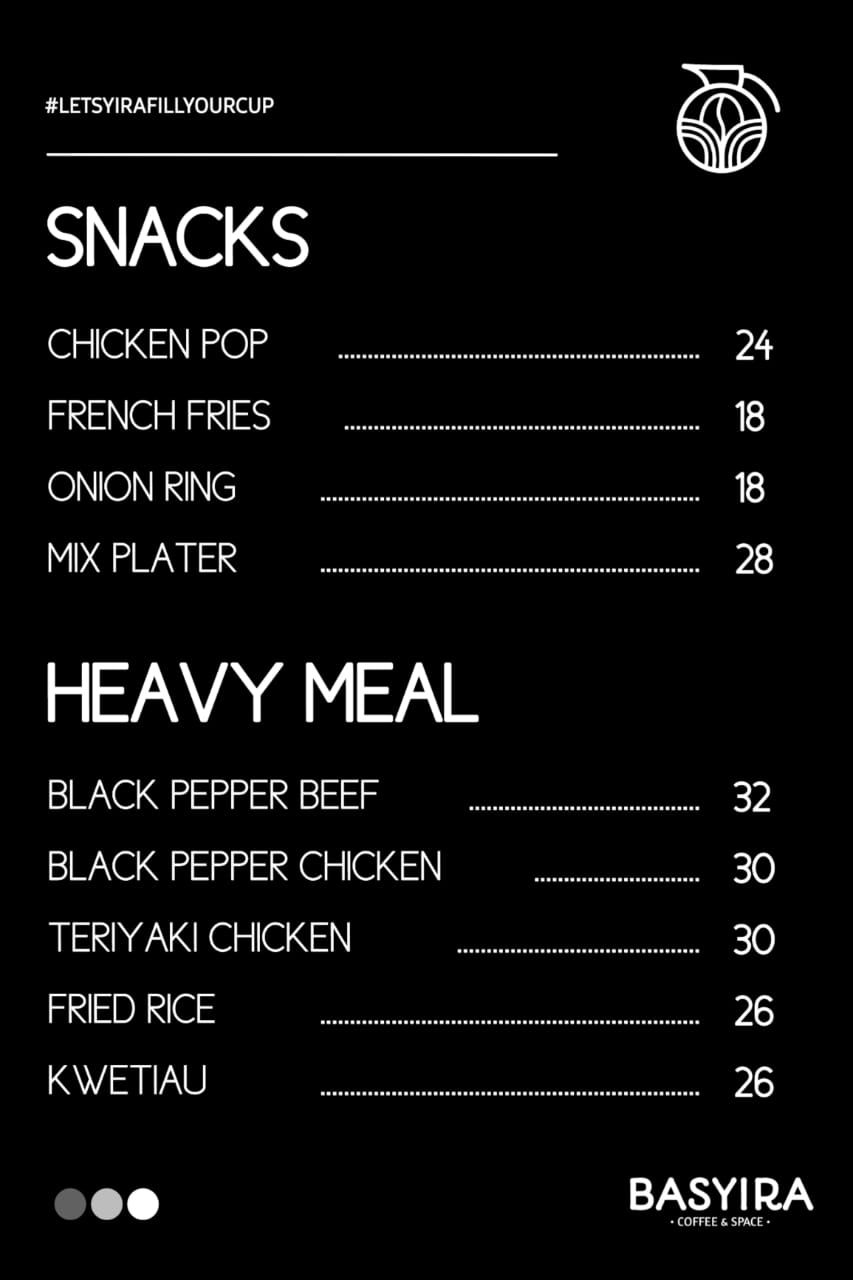 #LETSYIRAFILLYOURCUP
SNACKS
CHICKEN POP ........................ 24
FRENCH FRIES ........................ 18
ONION RING ........................ 18
MIX PLATER ........................ 28
HEAVY MEAL
BLACK PEPPER BEEF ........................ 32
BLACK PEPPER CHICKEN ........................ 30
TERIYAKI CHICKEN ........................ 30
FRIED RICE ........................ 26
KWETIAU ........................ 26
BASYIRA
• COFFEE & SPACE •